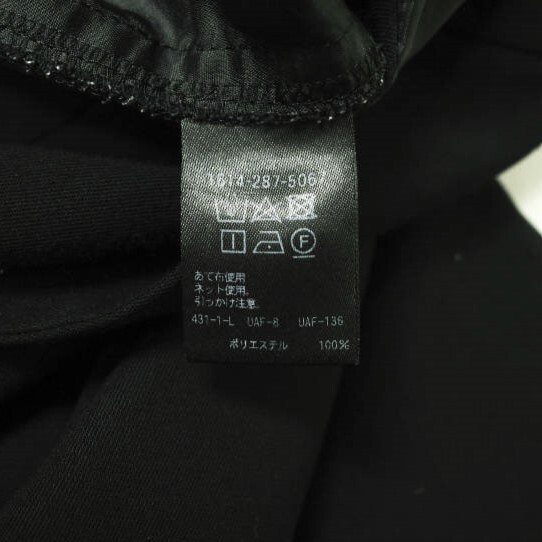 1614-287-5067
F
あて布使用
ネット使用。
引っかけ注意
431-1-L UAF-8 UAF-136
ポリエステル 100%